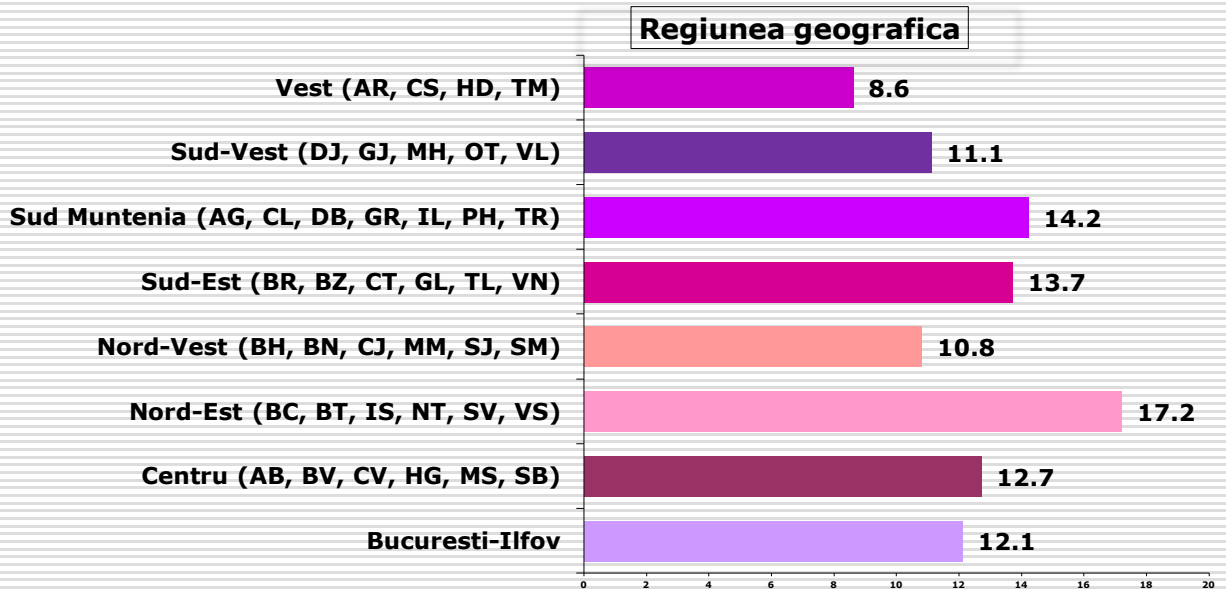 Regiunea geografica
Vest (AR, CS, HD, TM)
8.6
Sud-Vest (DJ, GJ, MH, OT, VL)
11.1
Sud Muntenia (AG, CL, DB, GR, IL, PH, TR)
14.2
Sud-Est (BR, BZ, CT, GL, TL, VN)
13.7
Nord-Vest (BH, BN, CJ, MM, SJ, SM)
10.8
Nord-Est (BC, BT, IS, NT, SV, VS)
17.2
Centru (AB, BV, CV, HG, MS, SB)
12.7
Bucuresti-Ilfov
12.1
0 2 4 6 8 10 12 14 16 18 20